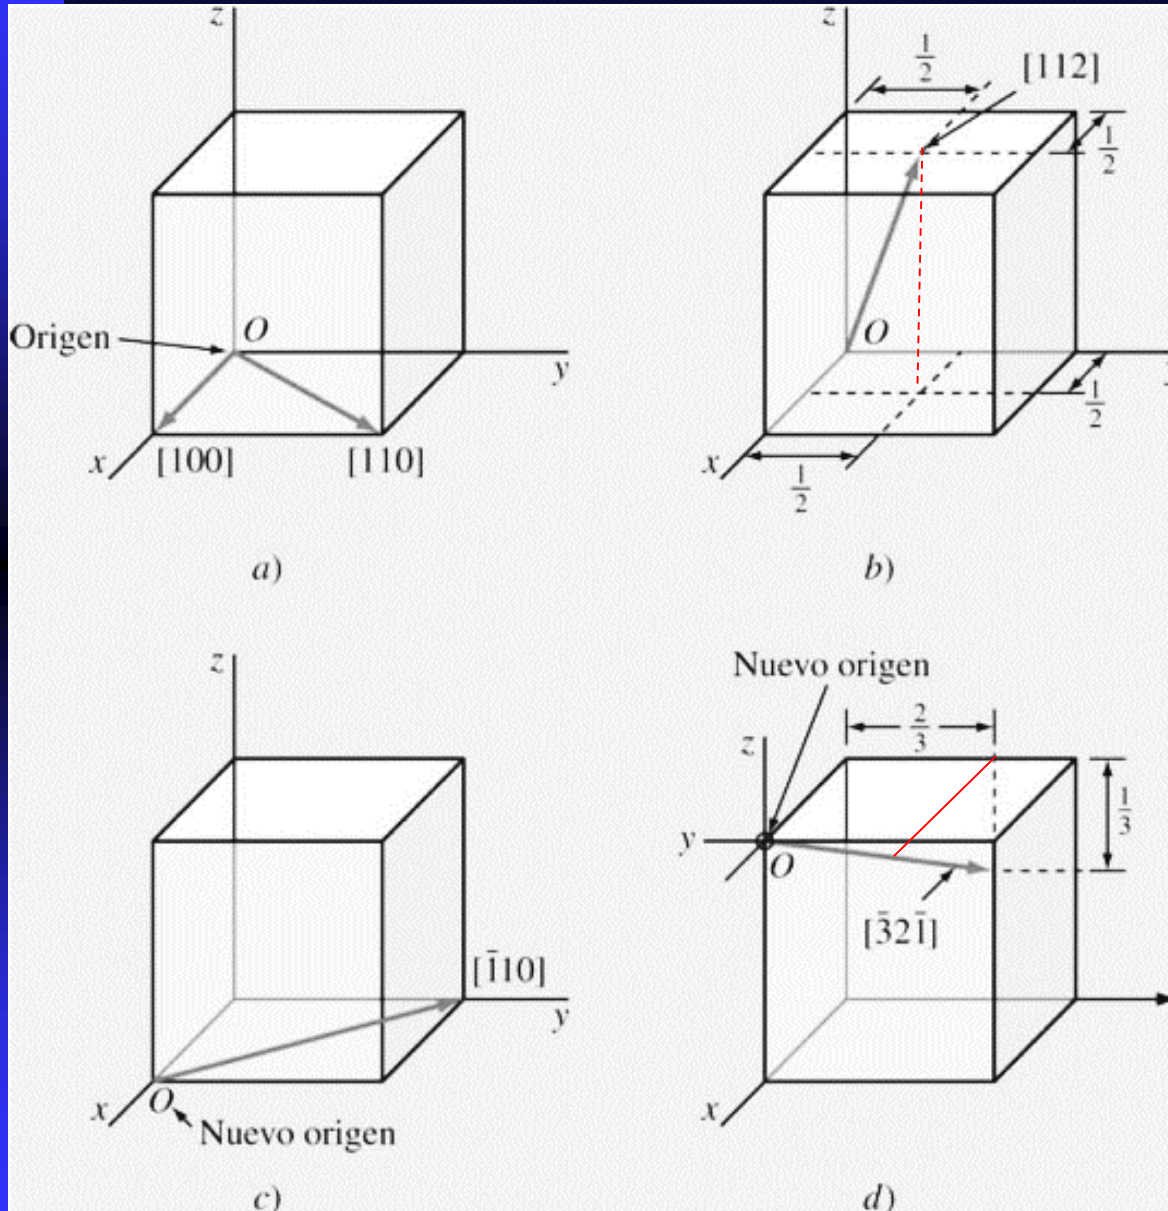 z
O
Origen
y
x
[100]
[110]
a)
z
1/2
[112]
1/2
O
1/2
x
1/2
b)
z
[1̄10]
y
x
O
Nuevo origen
c)
Nuevo origen
2/3
z
1/3
y
O
[3̄21̄]
x
d)